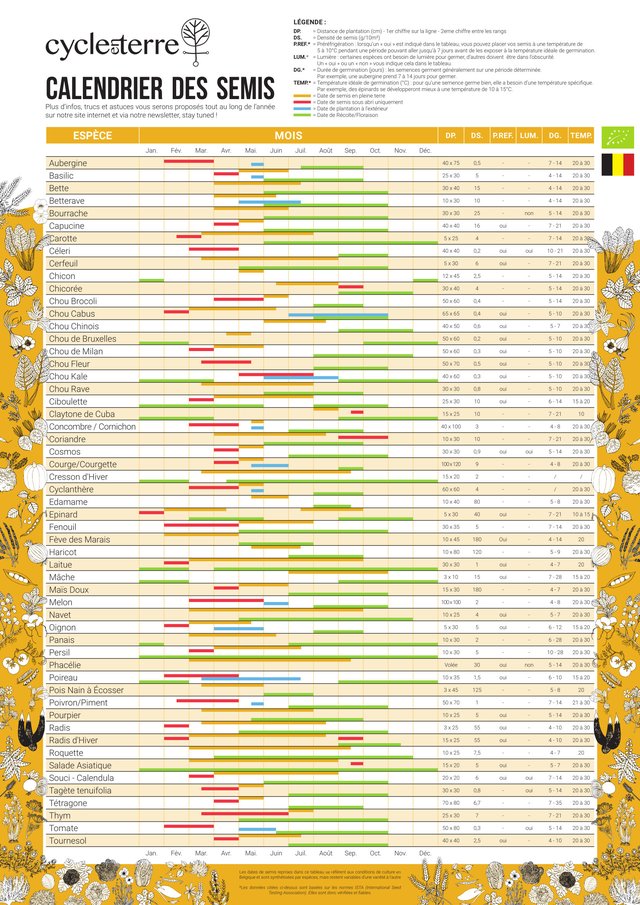 cycle en terre
CALENDRIER DES SEMIS
Plus d'infos, trucs et astuces vous serons proposés tout au long de l'année
sur notre site internet et via notre newsletter, stay tuned !
LÉGENDE :
DP. = Distance de plantation (cm) - 1er chiffre sur la ligne - 2eme chiffre entre les rangs
DS. = Densité de semis (g/10m²)
P.REF.* = Préréfrigération : lorsqu'un « oui » est indiqué dans le tableau, vous pouvez placer vos semis à une température de
5 à 10°C pendant une période pouvant aller jusqu'à 7 jours avant de les exposer à la température idéale de germination.
LUM.* = Lumière : certaines espèces ont besoin de lumière pour germer, d'autres doivent être dans l'obscurité
Un « oui » ou un « non » vous indique cela dans le tableau.
DG.* = Durée de germination (jours) : les semences germent généralement sur une période déterminée.
Par exemple, une aubergine prend 7 à 14 jours pour germer.
TEMP.* = Température idéale de germination (°C) : pour qu'une semence germe bien, elle a besoin d'une température spécifique.
Par exemple, des épinards se développeront mieux à une température de 10 à 15°C.
= Date de semis en pleine terre
= Date de semis sous abri uniquement
= Date de plantation à l'extérieur
= Date de Récolte/Floraison
ESPÈCE MOIS DP. DS. P.REF. LUM. DG. TEMP.
Jan. Fév. Mar. Avr. Mai. Juin Juil. Août Sep. Oct. Nov. Déc.
Aubergine 40 x 75 0,5 - - 7 - 14 20 à 30
Basilic 25 x 30 5 - - 4 - 14 20 à 30
Bette 30 x 40 15 - - 4 - 14 20 à 30
Betterave 10 x 30 10 - - 4 - 14 20 à 30
Bourrache 30 x 30 25 - non 5 - 14 20 à 30
Capucine 40 x 40 16 oui - 7 - 21 20 à 30
Carotte 5 x 25 4 - - 7 - 14 20 à 30
Céleri 40 x 40 0,2 oui oui 10 - 21 20 à 30
Cerfeuil 5 x 30 6 oui - 7 - 21 20 à 30
Chicon 12 x 45 2,5 - - 5 - 14 20 à 30
Chicorée 30 x 40 4 - - 5 - 14 20 à 30
Chou Brocoli 50 x 60 0,4 - - 5 - 14 20 à 30
Chou Cabus 65 x 65 0,4 oui - 5 - 10 20 à 30
Chou Chinois 40 x 50 0,6 oui - 5 - 7 20 à 30
Chou de Bruxelles 50 x 60 0,2 oui - 5 - 10 20 à 30
Chou de Milan 50 x 60 0,3 oui - 5 - 10 20 à 30
Chou Fleur 50 x 70 0,5 oui - 5 - 10 20 à 30
Chou Kale 40 x 60 0,3 oui - 5 - 10 20 à 30
Chou Rave 30 x 30 0,8 oui - 5 - 10 20 à 30
Ciboulette 25 x 30 10 oui - 6 - 14 15 à 20
Claytone de Cuba 15 x 25 10 - - 7 - 21 10
Concombre / Cornichon 40 x 100 3 - - 4 - 8 20 à 30
Coriandre 10 x 30 10 - - 7 - 21 20 à 30
Cosmos 30 x 30 0,9 oui oui 5 - 14 20 à 30
Courge/Courgette 100x120 9 - - 4 - 8 20 à 30
Cresson d'Hiver 15 x 20 2 - - / /
Cyclanthère 60 x 60 4 - - / 20 à 30
Edamame 10 x 40 80 - - 5 - 8 20 à 30
Epinard 5 x 30 40 oui - 7 - 21 10 à 15
Fenouil 30 x 35 5 - - 7 - 14 20 à 30
Fève des Marais 10 x 45 180 Oui - 4 - 14 20
Haricot 10 x 80 120 - - 5 - 9 20 à 30
Laitue 30 x 30 1 oui - 4 - 7 20
Mâche 3 x 10 15 oui - 7 - 28 15 à 20
Maïs Doux 15 x 30 180 - - 4 - 7 20 à 30
Melon 100x100 2 - - 4 - 8 20 à 30
Navet 10 x 25 4 oui - 5 - 7 20 à 30
Oignon 5 x 30 5 oui - 6 - 12 15 à 20
Panais 10 x 30 2 - - 6 - 28 20 à 30
Persil 10 x 30 5 - - 10 - 28 20 à 30
Phacélie Volée 30 oui non 5 - 14 20 à 30
Poireau 10 x 35 1,5 oui - 6 - 10 15 à 20
Pois Nain à Écosser 3 x 45 125 - - 5 - 8 20
Poivron/Piment 50 x 70 1 - - 7 - 14 21 à 30
Pourpier 10 x 25 5 oui - 5 - 14 20 à 30
Radis 3 x 25 55 oui - 4 - 10 20 à 30
Radis d'Hiver 15 x 25 55 oui - 4 - 10 20 à 30
Roquette 10 x 25 7,5 - - 4 - 7 20
Salade Asiatique 15 x 20 5 oui - 5 - 7 20 à 30
Souci - Calendula 20 x 20 6 oui oui 7 - 14 20 à 30
Tagète tenuifolia 30 x 30 0,8 - oui 5 - 14 20 à 30
Tétragone 70 x 80 6,7 - - 7 - 35 20 à 30
Thym 25 x 30 7 - - 7 - 21 20 à 30
Tomate 50 x 80 0,3 - oui 5 - 14 20 à 30
Tournesol 40 x 40 2,5 oui - 4 - 10 20 à 30
Jan. Fév. Mar. Avr. Mai. Juin Juil. Août Sep. Oct. Nov. Déc.
Les dates de semis reprises dans ce tableau se réfèrent aux conditions de culture en
Belgique et sont synthétisées par espèces, mais restent variables d'une variété à l'autre
*Les données citées ci-dessus sont basées sur les normes ISTA (International Seed
Testing Association). Elles sont donc, vérifiées et fiables.